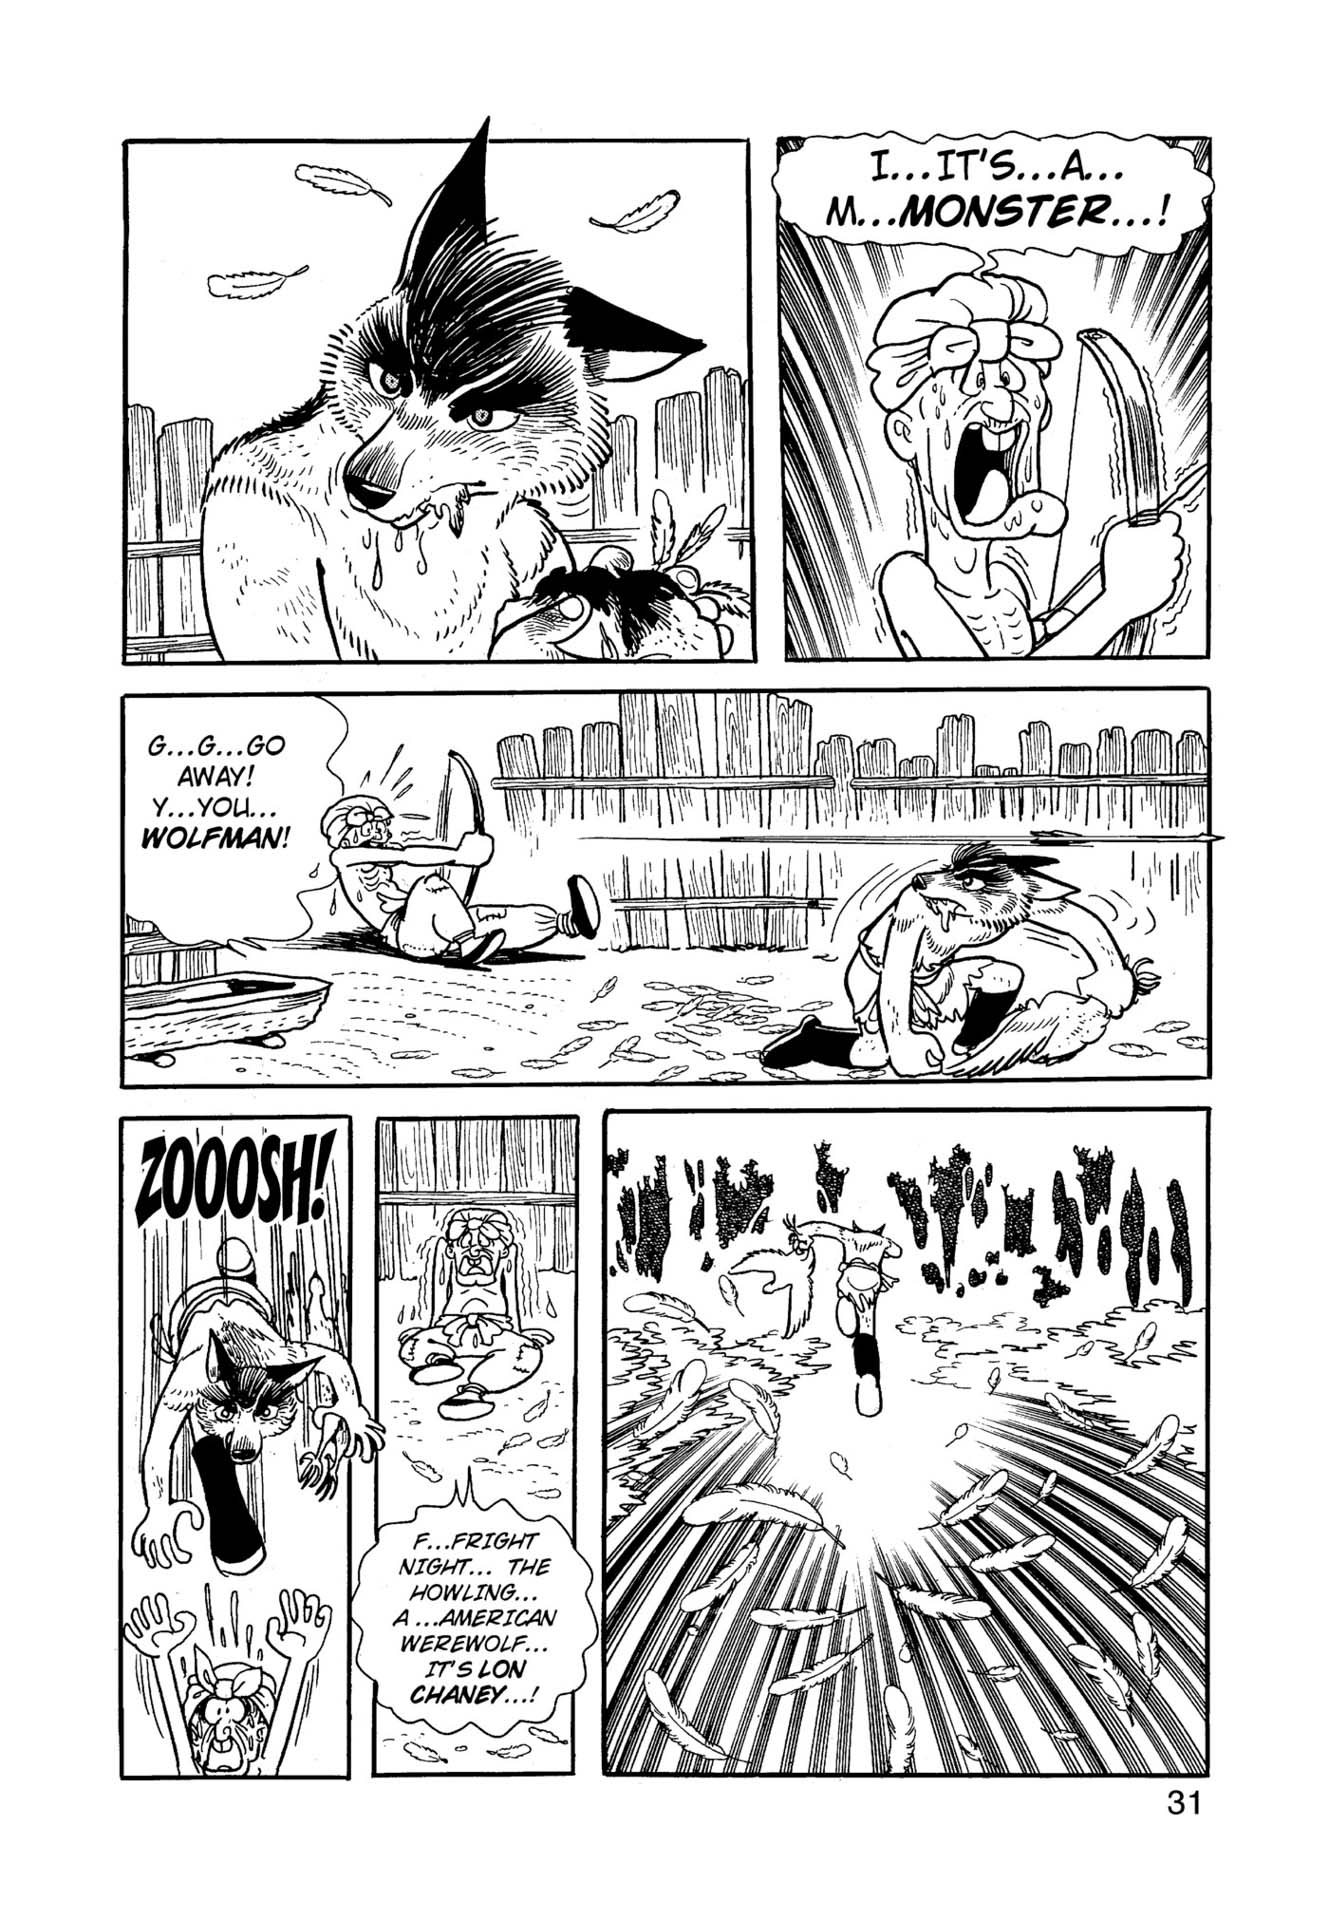 I...IT'S...A...
M...MONSTER...!
G...G...GO
AWAY!
Y...YOU...
WOLFMAN!
ZOOOSH!
F...FRIGHT
NIGHT... THE
HOWLING...
A ...AMERICAN
WEREWOLF...
IT'S LON
CHANEY...!
31